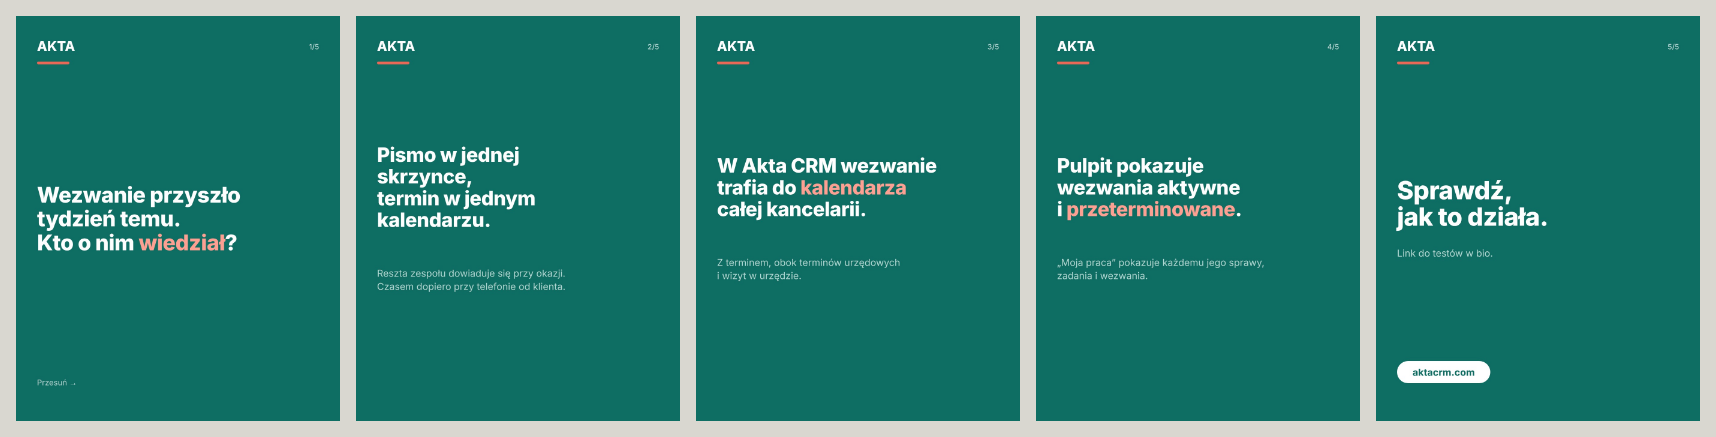 AKTA
1/5
Wezwanie przyszło
tydzień temu.
Kto o nim wiedział?
Przesuń →
AKTA
2/5
Pismo w jednej
skrzynce,
termin w jednym
kalendarzu.
Reszta zespołu dowiaduje się przy okazji.
Czasem dopiero przy telefonie od klienta.
AKTA
3/5
W Akta CRM wezwanie
trafia do kalendarza
całej kancelarii.
Z terminem, obok terminów urzędowych
i wizyt w urzędzie.
AKTA
4/5
Pulpit pokazuje
wezwania aktywne
i przeterminowane.
„Moja praca” pokazuje każdemu jego sprawy,
zadania i wezwania.
AKTA
5/5
Sprawdź,
jak to działa.
Link do testów w bio.
aktacrm.com